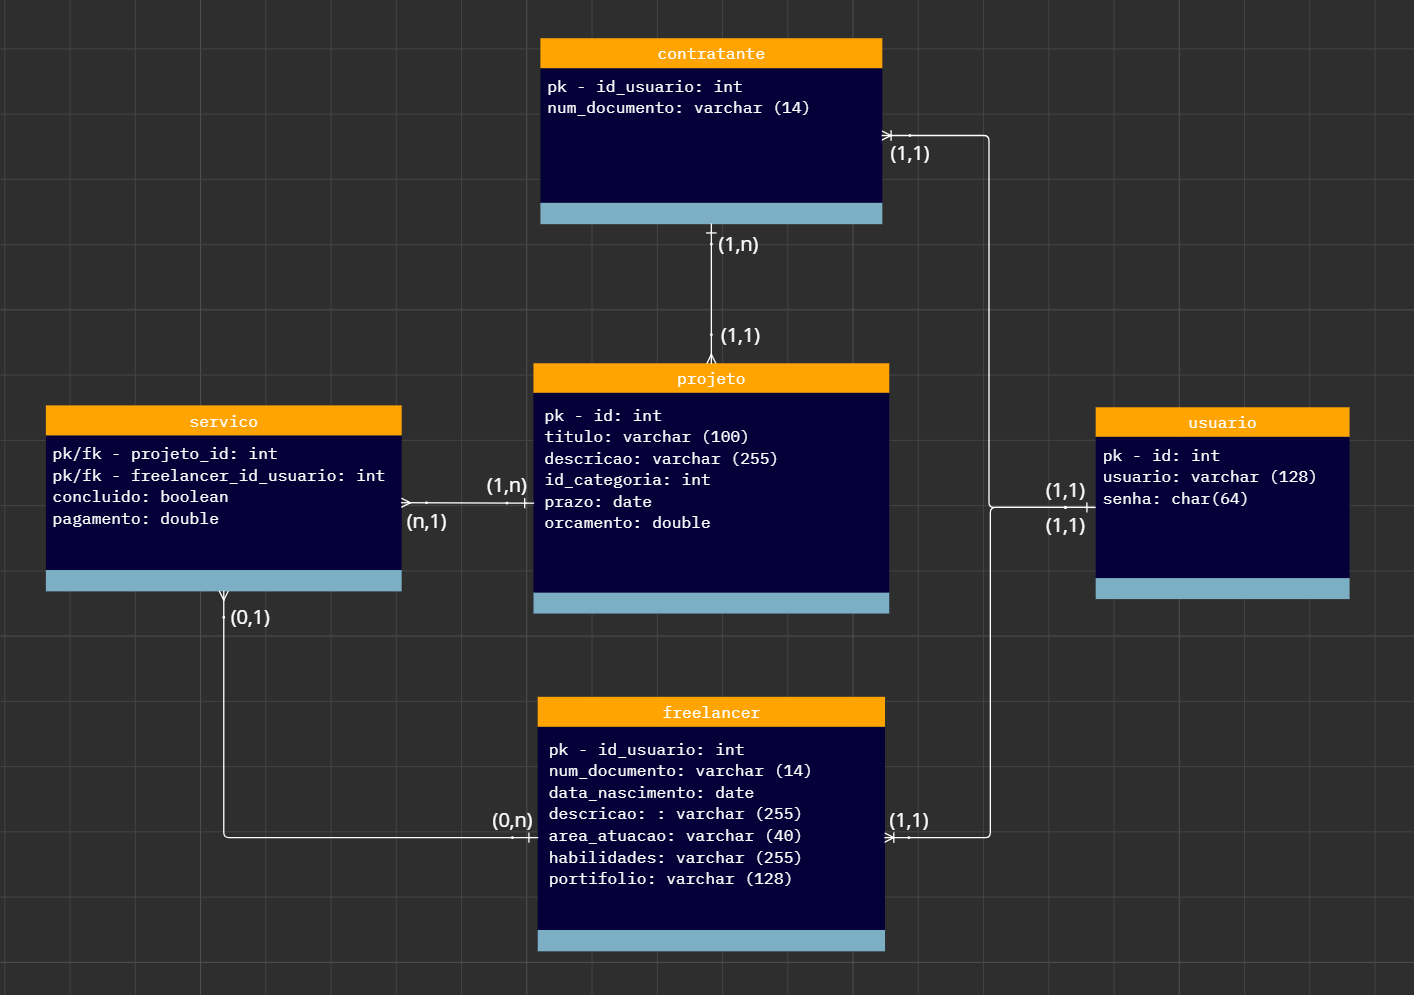 contratante
pk - id_usuario: int
num_documento: varchar (14)
(1,1)
(1,n)
(1,1)
projeto
pk - id: int
titulo: varchar (100)
descricao: varchar (255)
id_categoria: int
prazo: date
orcamento: double
servico
pk/fk - projeto_id: int
pk/fk - freelancer_id_usuario: int
concluido: boolean
pagamento: double
(1,n)
(n,1)
(0,1)
usuario
pk - id: int
usuario: varchar (128)
senha: char(64)
(1,1)
(1,1)
freelancer
pk - id_usuario: int
num_documento: varchar (14)
data_nascimento: date
descricao: : varchar (255)
area_atuacao: varchar (40)
habilidades: varchar (255)
portifolio: varchar (128)
(0,n)
(1,1)